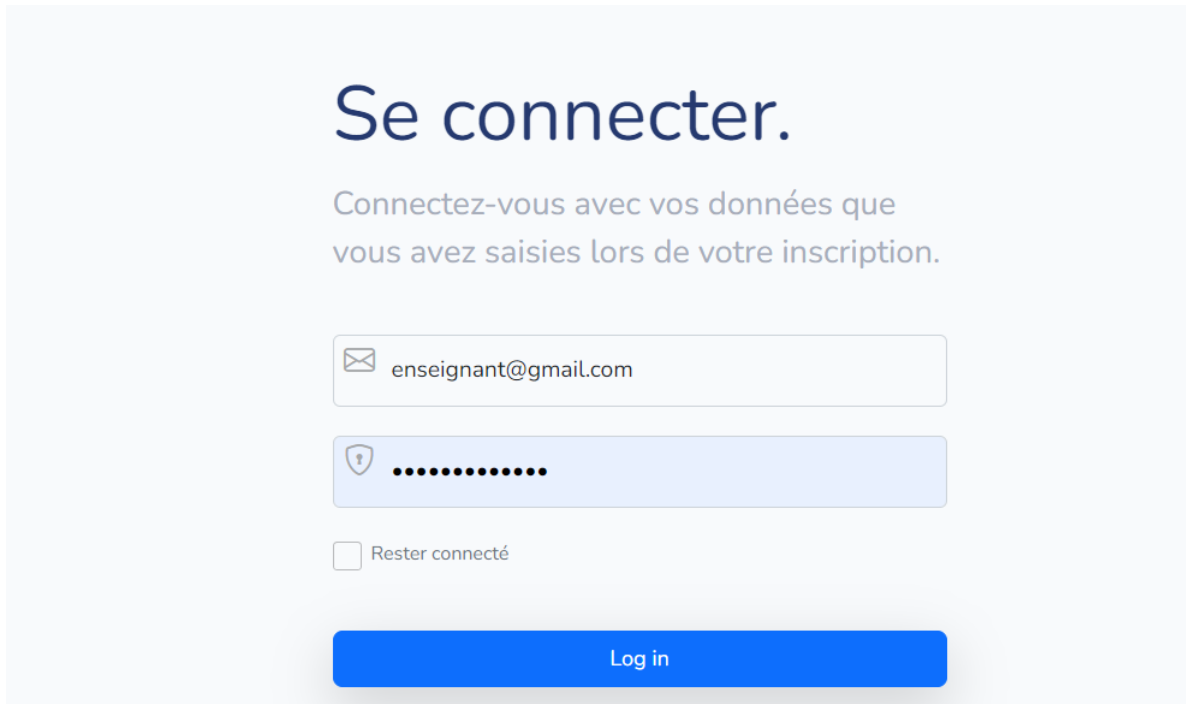 Se connecter.
Connectez-vous avec vos données que
vous avez saisies lors de votre inscription.
enseignant@gmail.com
•••••••••••••
Rester connecté
Log in